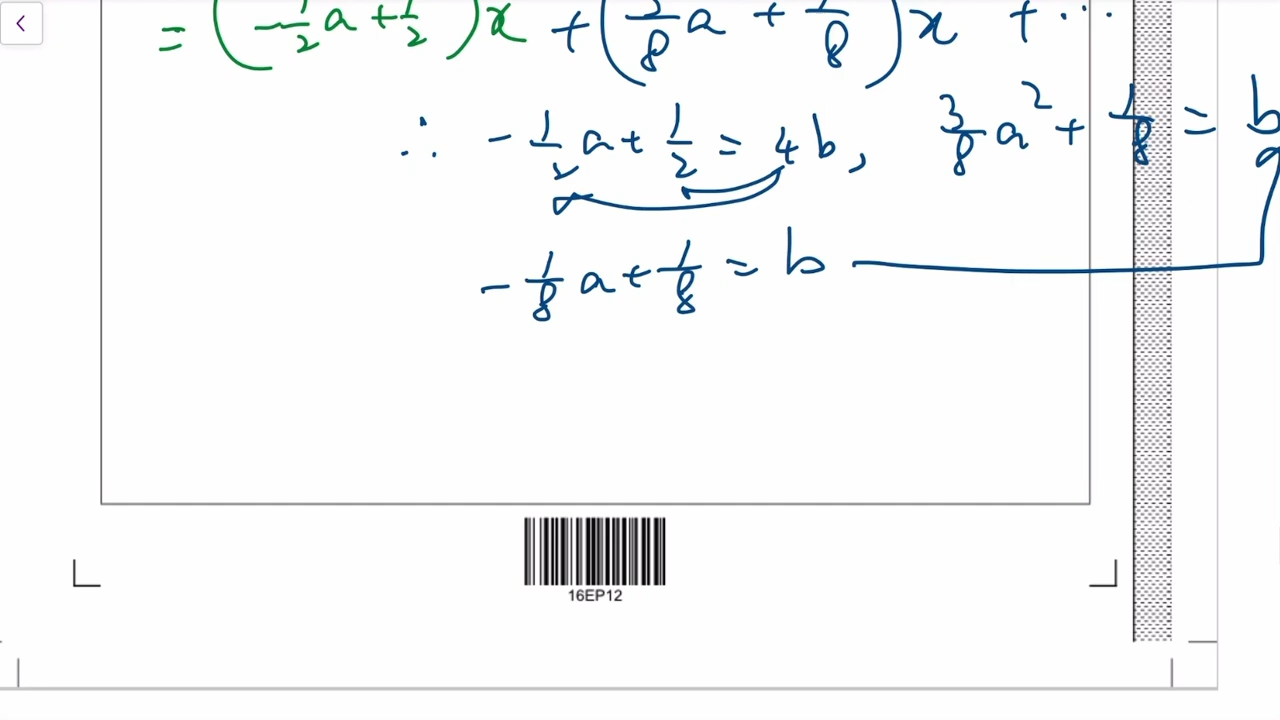 = (-1/2 a + 1/2) x + (3/8 a + 1/8) x + ...
∴ -1/2 a + 1/2 = 4b, 3/8 a² + 1/8 = b
-1/8 a + 1/8 = b
16EP12